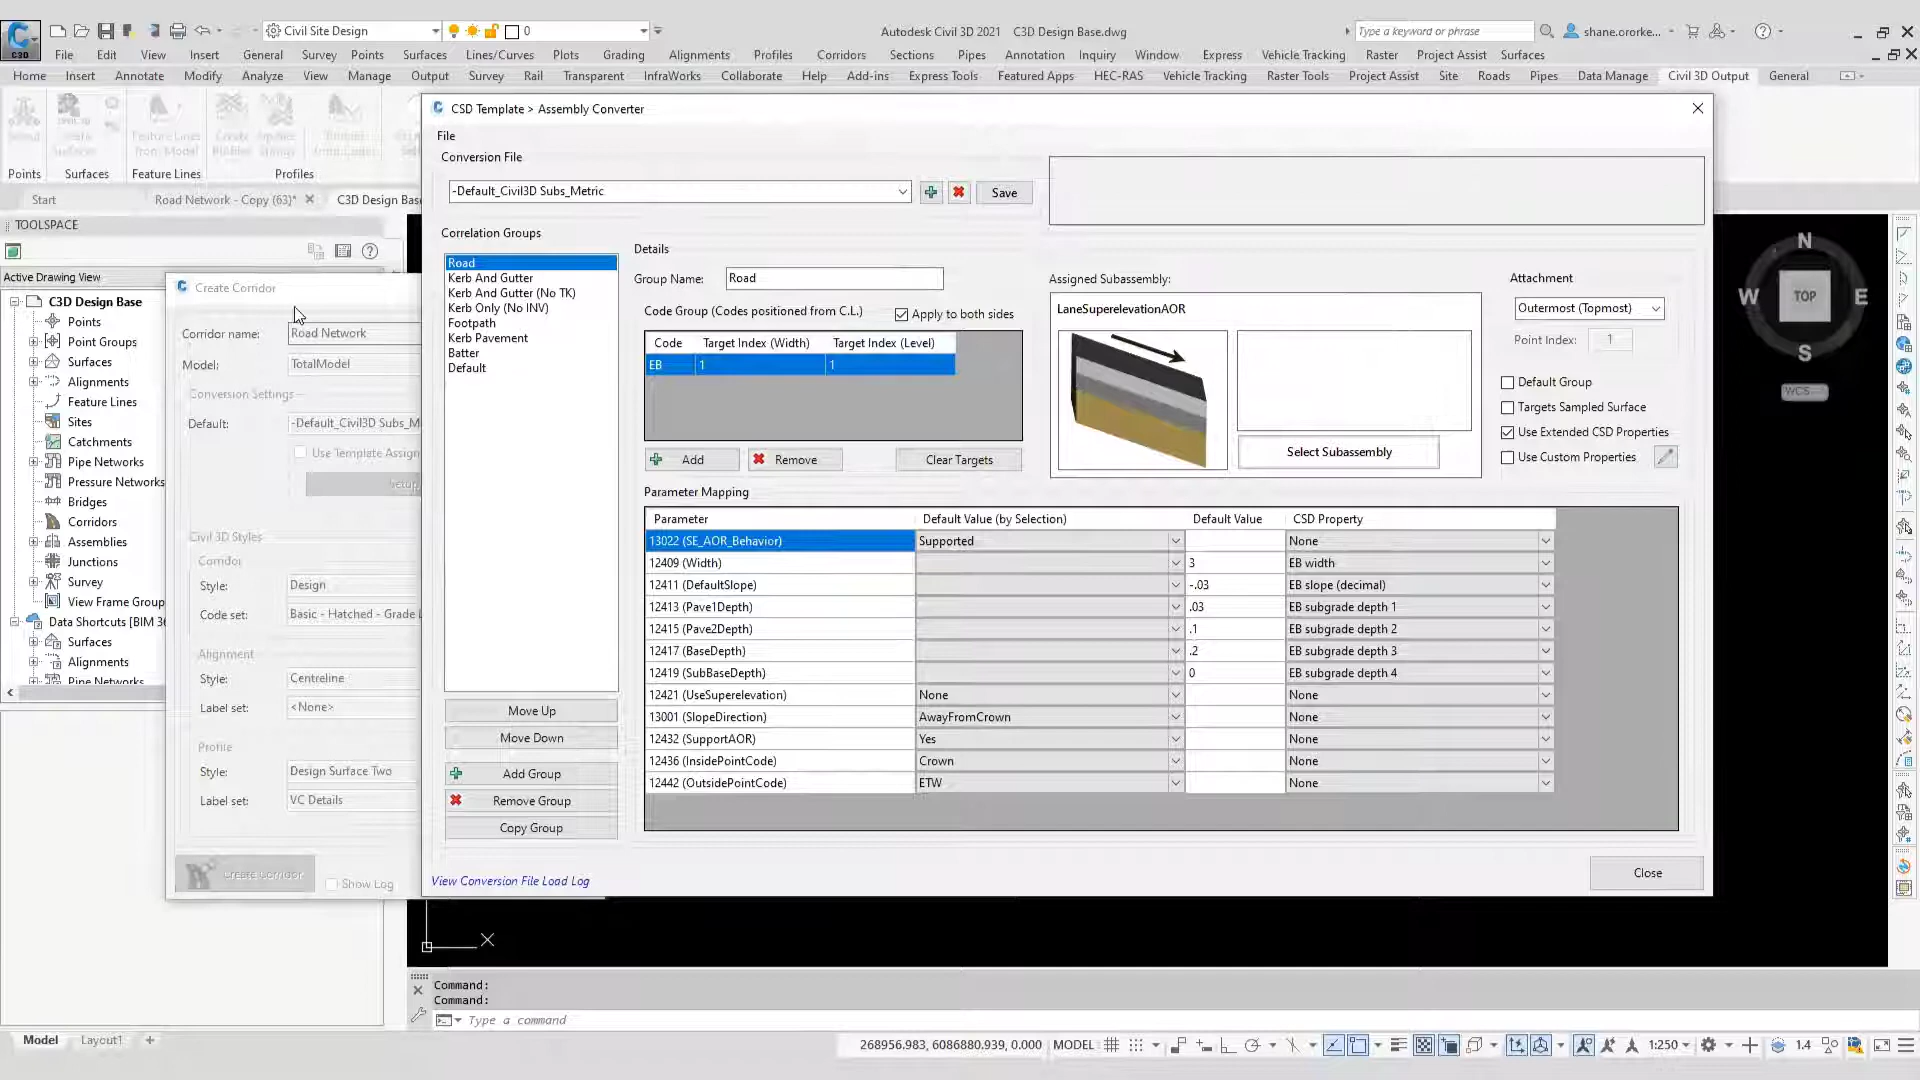 Civil Site Design
0
Autodesk Civil 3D 2021 C3D Design Base.dwg
Type a keyword or phrase
shane.ororke...
C3D
File Edit View Insert General Survey Points Surfaces Lines/Curves Plots Grading Alignments Profiles Corridors Sections Pipes Annotation Inquiry Window Express Vehicle Tracking Raster Project Assist Surfaces
Home Insert Annotate Modify Analyze View Manage Output Survey Rail Transparent InfraWorks Collaborate Help Add-ins Express Tools Featured Apps HEC-RAS Vehicle Tracking Raster Tools Project Assist Site Roads Pipes Data Manage Civil 3D Output General
Feature Lines
from Model
Points Surfaces Feature Lines Profiles
Start Road Network - Copy (63)* C3D Design Base
TOOLSPACE
Active Drawing View
C3D Design Base
Points
Point Groups
Surfaces
Alignments
Feature Lines
Sites
Catchments
Pipe Networks
Pressure Networks
Bridges
Corridors
Assemblies
Junctions
Survey
View Frame Group
Data Shortcuts [BIM 36
Surfaces
Alignments
Pipe Networks
Create Corridor
Corridor name: Road Network
Model: TotalModel
Conversion Settings
Default: -Default_Civil3D Subs_M
Use Template Assign
Setup
Civil 3D Styles
Corridor
Style: Design
Code set: Basic - Hatched - Grade
Alignment
Style: Centreline
Label set: <None>
Profile
Style: Design Surface Two
Label set: VC Details
Create Corridor
Show Log
CSD Template > Assembly Converter
File
Conversion File
-Default_Civil3D Subs_Metric
Save
Correlation Groups
Road
Kerb And Gutter
Kerb And Gutter (No TK)
Kerb Only (No INV)
Footpath
Kerb Pavement
Batter
Default
Move Up
Move Down
Add Group
Remove Group
Copy Group
View Conversion File Load Log
Details
Group Name: Road
Code Group (Codes positioned from C.L.) Apply to both sides
Code Target Index (Width) Target Index (Level)
EB 1 1
Add Remove Clear Targets
Assigned Subassembly:
LaneSuperelevationAOR
Select Subassembly
Attachment
Outermost (Topmost)
Point Index: 1
Default Group
Targets Sampled Surface
Use Extended CSD Properties
Use Custom Properties
Parameter Mapping
Parameter Default Value (by Selection) Default Value CSD Property
13022 (SE_AOR_Behavior) Supported None
12409 (Width) 3 EB width
12411 (DefaultSlope) -.03 EB slope (decimal)
12413 (Pave1Depth) .03 EB subgrade depth 1
12415 (Pave2Depth) .1 EB subgrade depth 2
12417 (BaseDepth) .2 EB subgrade depth 3
12419 (SubBaseDepth) 0 EB subgrade depth 4
12421 (UseSuperelevation) None None
13001 (SlopeDirection) AwayFromCrown None
12432 (SupportAOR) Yes None
12436 (InsidePointCode) Crown None
12442 (OutsidePointCode) ETW None
Close
N
W TOP E
S
WCS
Command:
Command:
Type a command
Model Layout1
268956.983, 6086880.939, 0.000 MODEL 1:250 1.4